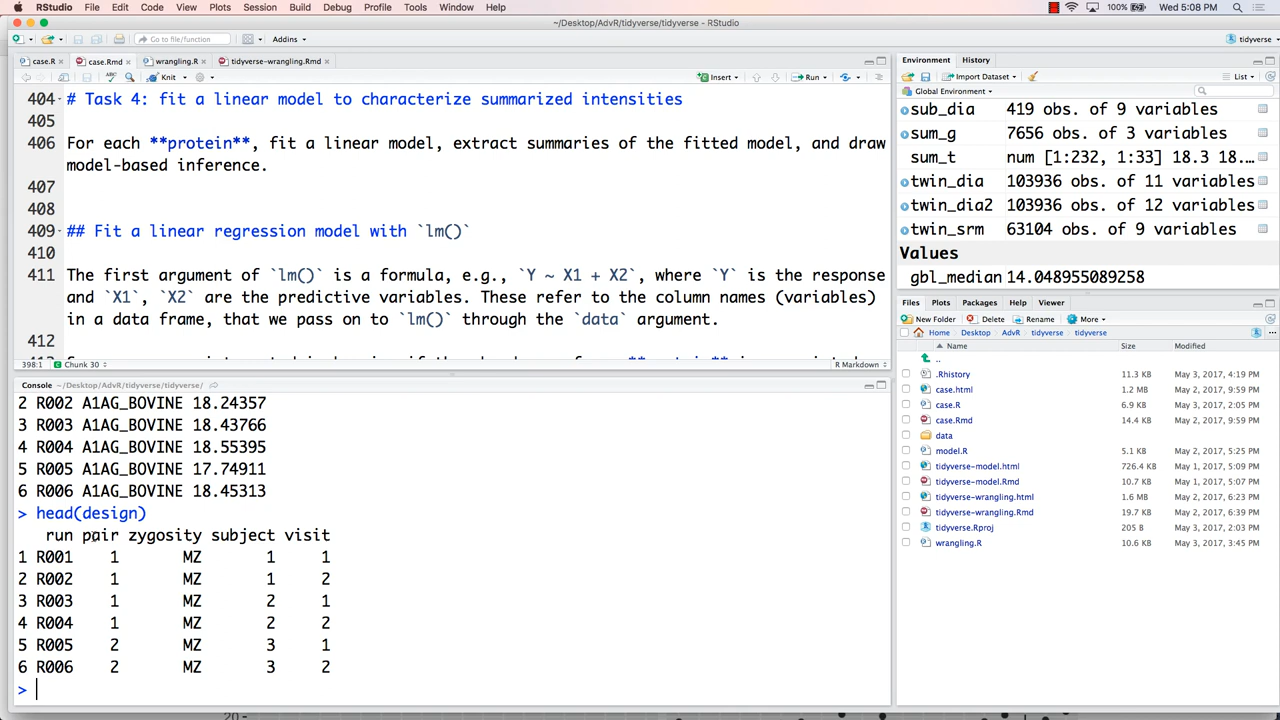 RStudio File Edit Code View Plots Session Build Debug Profile Tools Window Help 100% Wed 5:08 PM
~/Desktop/AdvR/tidyverse/tidyverse - RStudio
Go to file/function Addins tidyverse
case.R case.Rmd wrangling.R tidyverse-wrangling.Rmd
Knit Insert Run
404 # Task 4: fit a linear model to characterize summarized intensities
405
406 For each **protein**, fit a linear model, extract summaries of the fitted model, and draw
model-based inference.
407
408
409 ## Fit a linear regression model with `lm()`
410
411 The first argument of `lm()` is a formula, e.g., `Y ~ X1 + X2`, where `Y` is the response
and `X1`, `X2` are the predictive variables. These refer to the column names (variables)
in a data frame, that we pass on to `lm()` through the `data` argument.
412
398:1 Chunk 30 R Markdown
Console ~/Desktop/AdvR/tidyverse/tidyverse/
2 R002 A1AG_BOVINE 18.24357
3 R003 A1AG_BOVINE 18.43766
4 R004 A1AG_BOVINE 18.55395
5 R005 A1AG_BOVINE 17.74911
6 R006 A1AG_BOVINE 18.45313
> head(design)
run pair zygosity subject visit
1 R001 1 MZ 1 1
2 R002 1 MZ 1 2
3 R003 1 MZ 2 1
4 R004 1 MZ 2 2
5 R005 2 MZ 3 1
6 R006 2 MZ 3 2
>
Environment History
Import Dataset List
Global Environment
sub_dia 419 obs. of 9 variables
sum_g 7656 obs. of 3 variables
sum_t num [1:232, 1:33] 18.3 18.…
twin_dia 103936 obs. of 11 variables
twin_dia2 103936 obs. of 12 variables
twin_srm 63104 obs. of 9 variables
Values
gbl_median 14.048955089258
Files Plots Packages Help Viewer
New Folder Delete Rename More
Home Desktop AdvR tidyverse tidyverse
Name Size Modified
..
.Rhistory 11.3 KB May 3, 2017, 4:19 PM
case.html 1.2 MB May 2, 2017, 9:59 PM
case.R 6.9 KB May 3, 2017, 2:05 PM
case.Rmd 14.4 KB May 2, 2017, 9:59 PM
data
model.R 5.1 KB May 2, 2017, 5:25 PM
tidyverse-model.html 726.4 KB May 1, 2017, 5:09 PM
tidyverse-model.Rmd 10.7 KB May 1, 2017, 5:07 PM
tidyverse-wrangling.html 1.6 MB May 2, 2017, 6:23 PM
tidyverse-wrangling.Rmd 19.7 KB May 2, 2017, 6:39 PM
tidyverse.Rproj 205 B May 3, 2017, 2:03 PM
wrangling.R 10.6 KB May 3, 2017, 3:45 PM
20